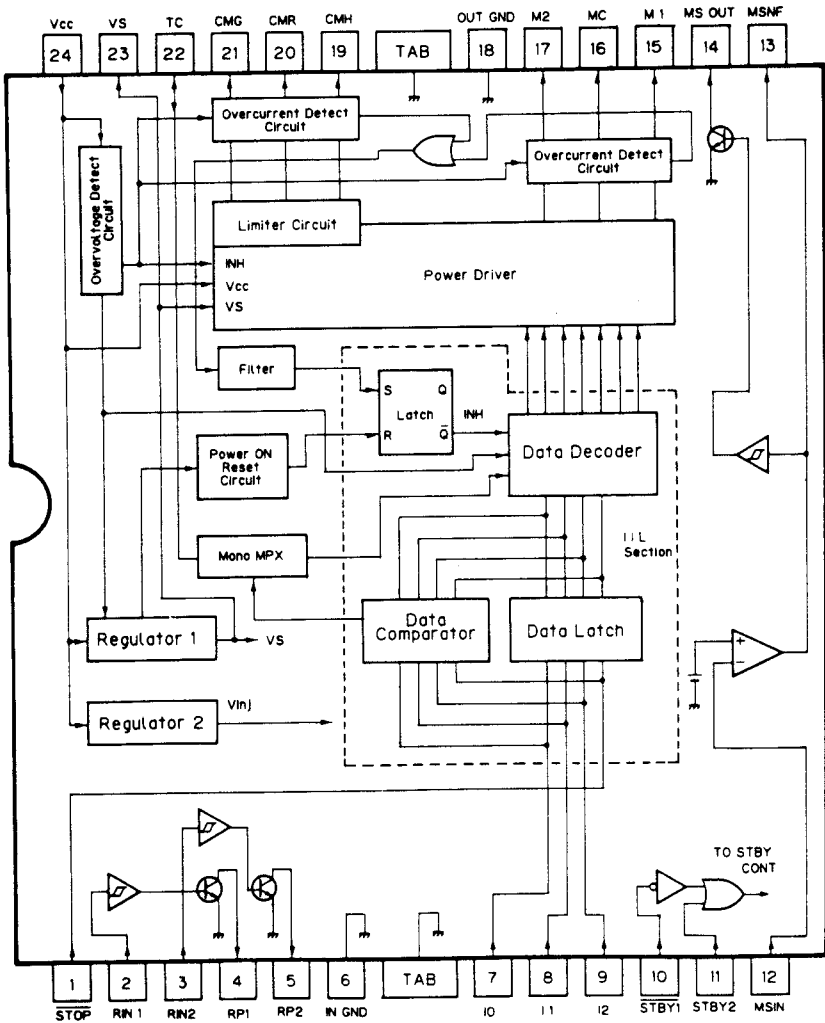 Vcc VS TC CMG CMR CMH OUT GND M2 MC M1 MS OUT MSNF
24 23 22 21 20 19 TAB 18 17 16 15 14 13
Overcurrent Detect
Circuit
Overcurrent Detect
Circuit
Overvoltage Detect
Circuit
Limiter Circuit
INH
Vcc
VS
Power Driver
Filter
S Q
Latch
R Q̅
INH
Power ON
Reset
Circuit
Data Decoder
Mono MPX
IIL
Section
Data
Comparator
Data Latch
Regulator 1
VS
Regulator 2
Vinj
+
−
TO STBY
CONT
1 2 3 4 5 6 TAB 7 8 9 10 11 12
S̅T̅O̅P̅ RIN1 RIN2 RP1 RP2 IN GND I0 I1 I2 S̅T̅B̅Y̅1̅ STBY2 MSIN